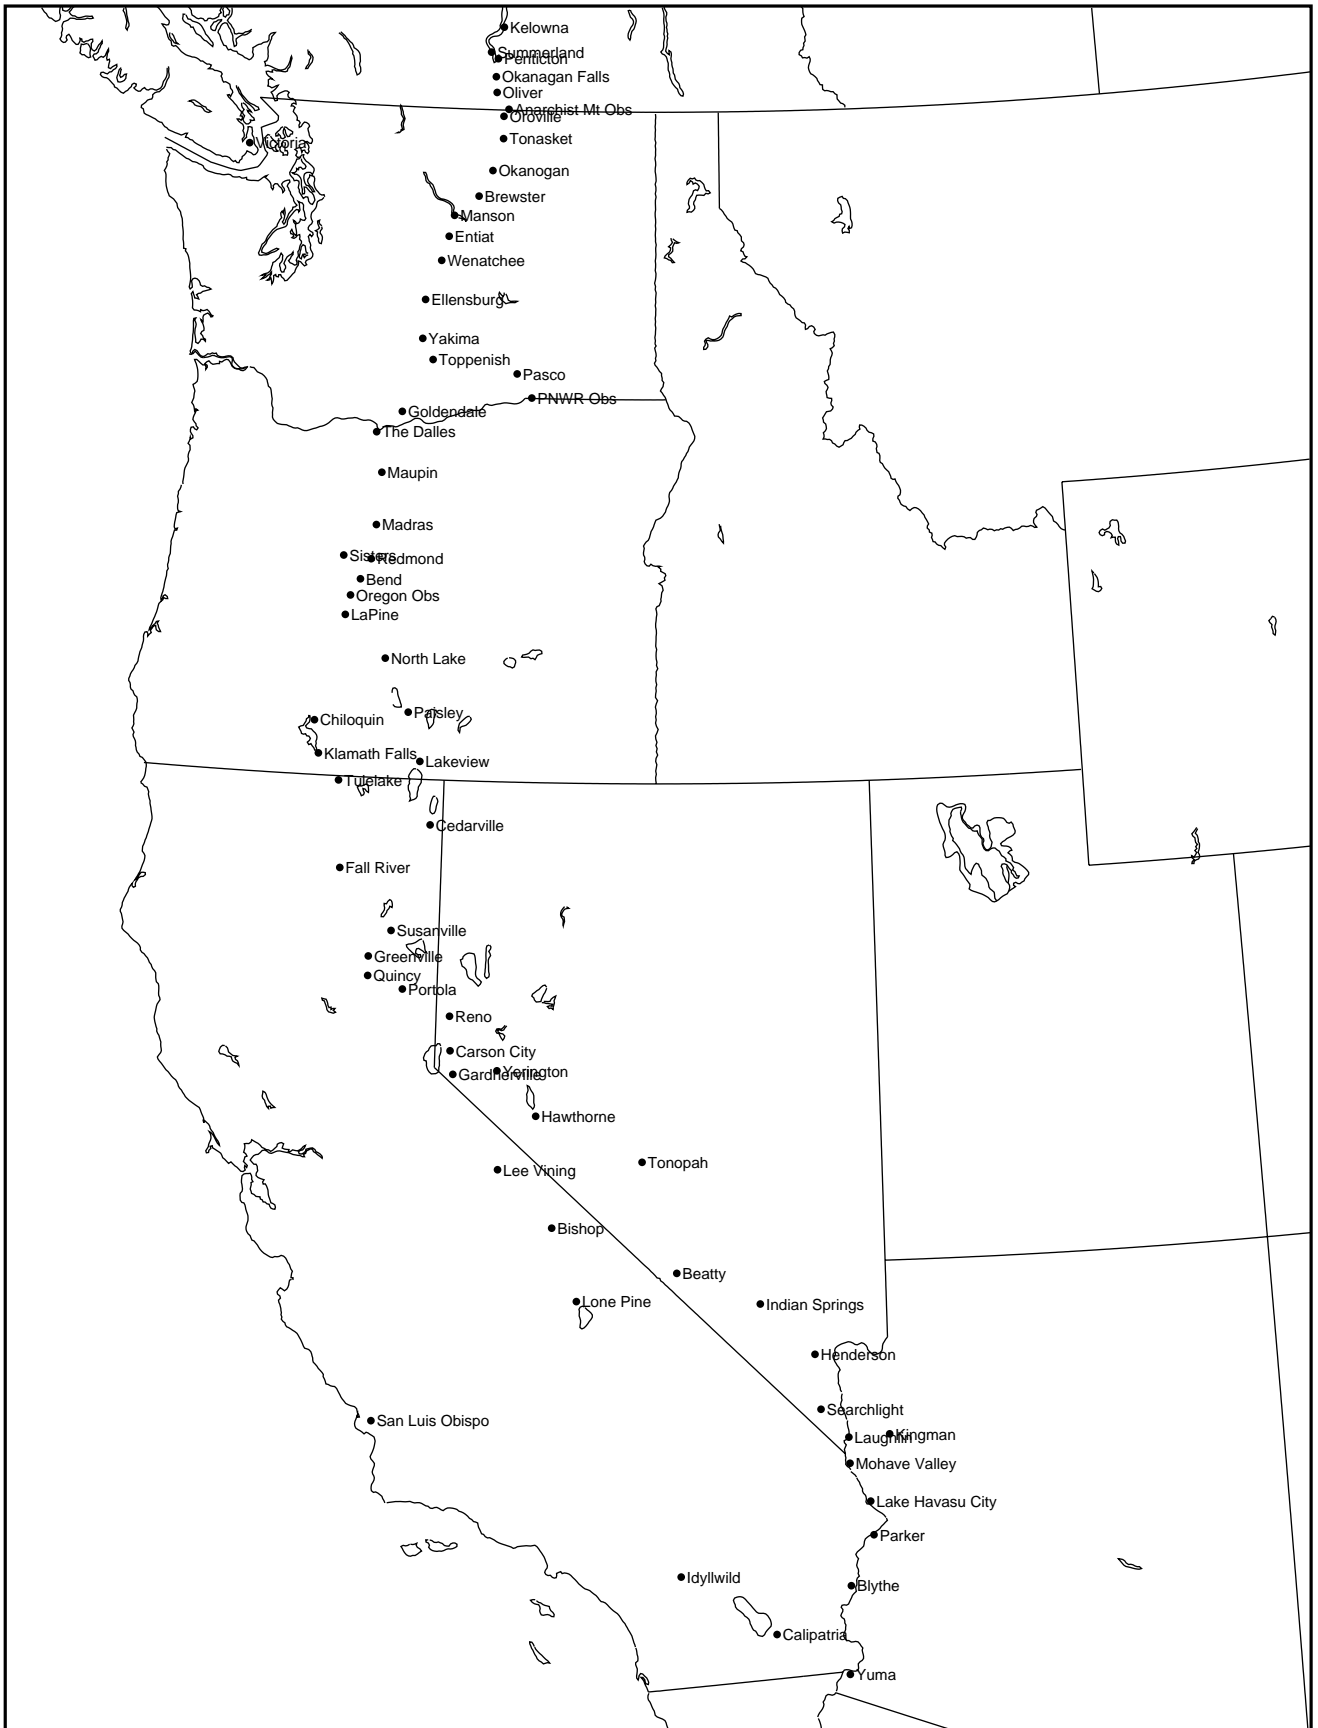 Kelowna
Summerland
Penticton
Okanagan Falls
Oliver
Anarchist Mt Obs
Oroville
Tonasket
Victoria
Okanogan
Brewster
Manson
Entiat
Wenatchee
Ellensburg
Yakima
Toppenish
Pasco
PNWR Obs
Goldendale
The Dalles
Maupin
Madras
Sisters
Redmond
Bend
Oregon Obs
LaPine
North Lake
Paisley
Chiloquin
Klamath Falls
Lakeview
Tulelake
Cedarville
Fall River
Susanville
Greenville
Quincy
Portola
Reno
Carson City
Yerington
Gardnerville
Hawthorne
Tonopah
Lee Vining
Bishop
Beatty
Lone Pine
Indian Springs
Henderson
Searchlight
San Luis Obispo
Kingman
Laughlin
Mohave Valley
Lake Havasu City
Parker
Idyllwild
Blythe
Calipatria
Yuma